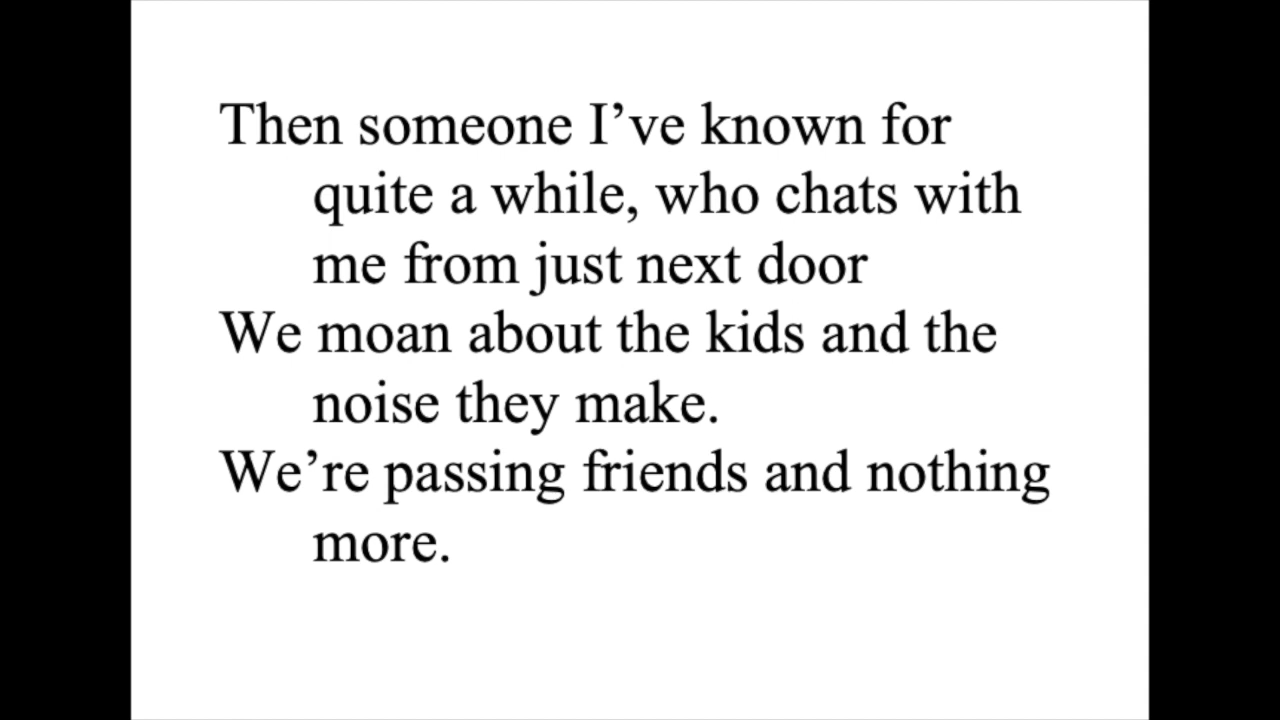 Then someone I’ve known for
quite a while, who chats with
me from just next door
We moan about the kids and the
noise they make.
We’re passing friends and nothing
more.